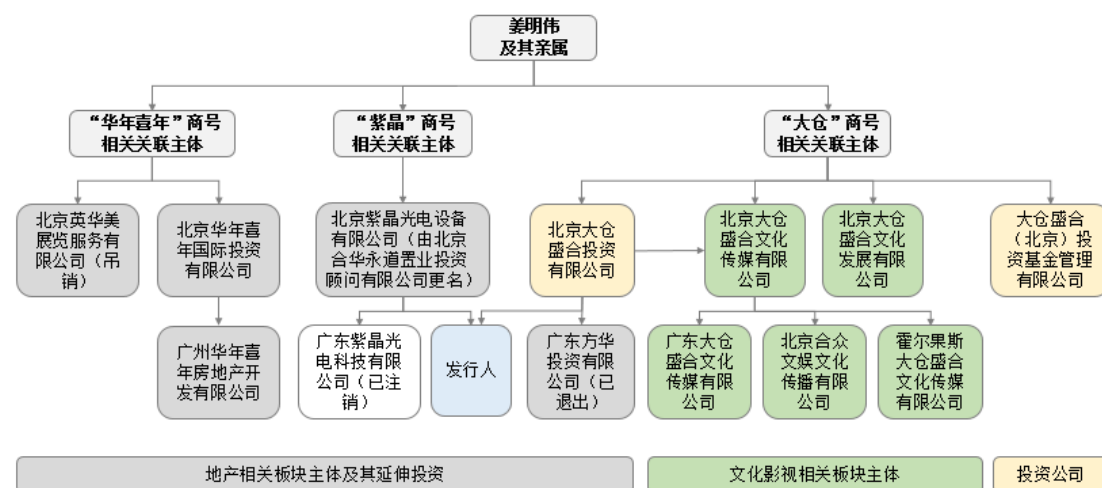 姜明伟
及其亲属
“华年喜年”商号
相关关联主体
“紫晶”商号
相关关联主体
“大仓”商号
相关关联主体
北京英华美
展览服务有
限公司（吊
销）
北京华年喜
年国际投资
有限公司
北京紫晶光电设备
有限公司（由北京
合华永道置业投资
顾问有限公司更名）
北京大仓
盛合投资
有限公司
北京大仓
盛合文化
传媒有限
公司
北京大仓
盛合文化
发展有限
公司
大仓盛合
（北京）投
资基金管理
有限公司
广州华年喜
年房地产开
发有限公司
广东紫晶光
电科技有限
公司（已注
销）
发行人
广东方华
投资有限
公司（已
退出）
广东大仓
盛合文化
传媒有限
公司
北京合众
文娱文化
传播有限
公司
霍尔果斯
大仓盛合
文化传媒
有限公司
地产相关板块主体及其延伸投资
文化影视相关板块主体
投资公司